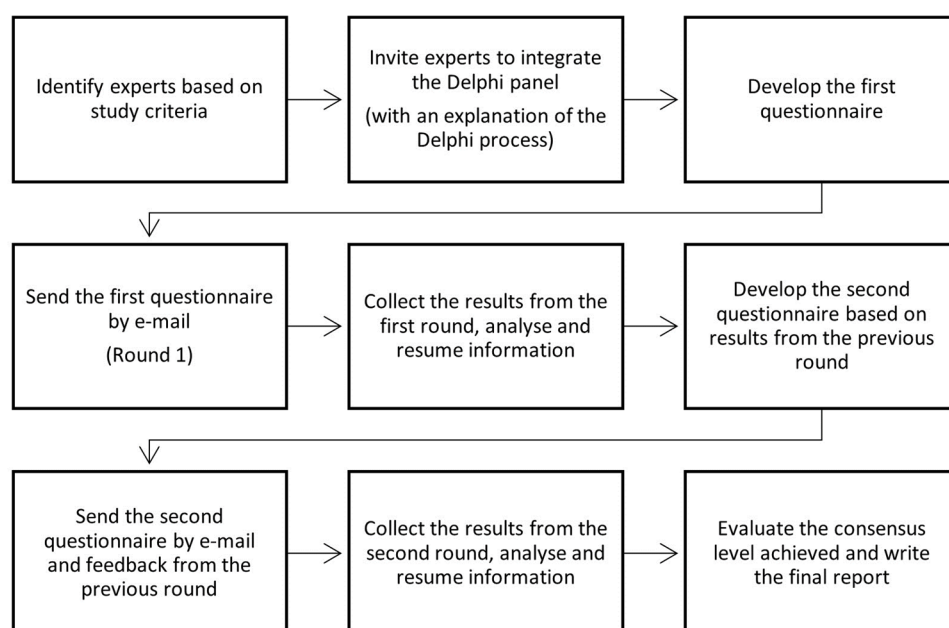 Identify experts based on
study criteria
Invite experts to integrate
the Delphi panel
(with an explanation of the
Delphi process)
Develop the first
questionnaire
Send the first questionnaire
by e-mail
(Round 1)
Collect the results from the
first round, analyse and
resume information
Develop the second
questionnaire based on
results from the previous
round
Send the second
questionnaire by e-mail
and feedback from the
previous round
Collect the results from the
second round, analyse and
resume information
Evaluate the consensus
level achieved and write
the final report